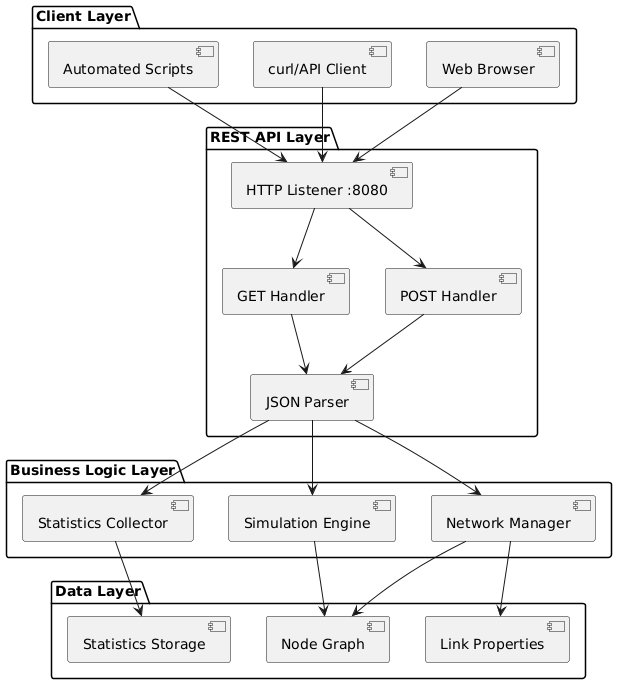 Client Layer
Automated Scripts
curl/API Client
Web Browser
REST API Layer
HTTP Listener :8080
GET Handler
POST Handler
JSON Parser
Business Logic Layer
Statistics Collector
Simulation Engine
Network Manager
Data Layer
Statistics Storage
Node Graph
Link Properties